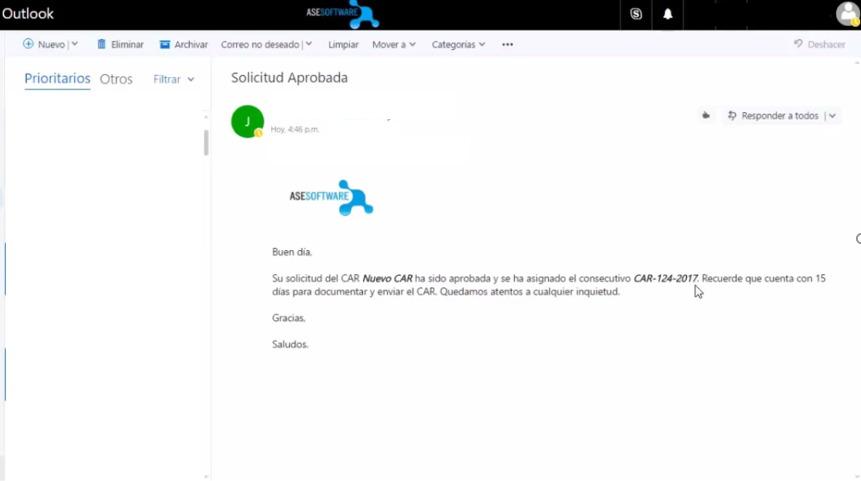 Outlook
ASESOFTWARE
Nuevo
Eliminar
Archivar
Correo no deseado
Limpiar
Mover a
Categorías
Deshacer
Prioritarios
Otros
Filtrar
Solicitud Aprobada
J
Hoy, 4:46 p.m.
Responder a todos
ASESOFTWARE
Buen día,
Su solicitud del CAR Nuevo CAR ha sido aprobada y se ha asignado el consecutivo CAR-124-2017. Recuerde que cuenta con 15
días para documentar y enviar el CAR. Quedamos atentos a cualquier inquietud.
Gracias.
Saludos.